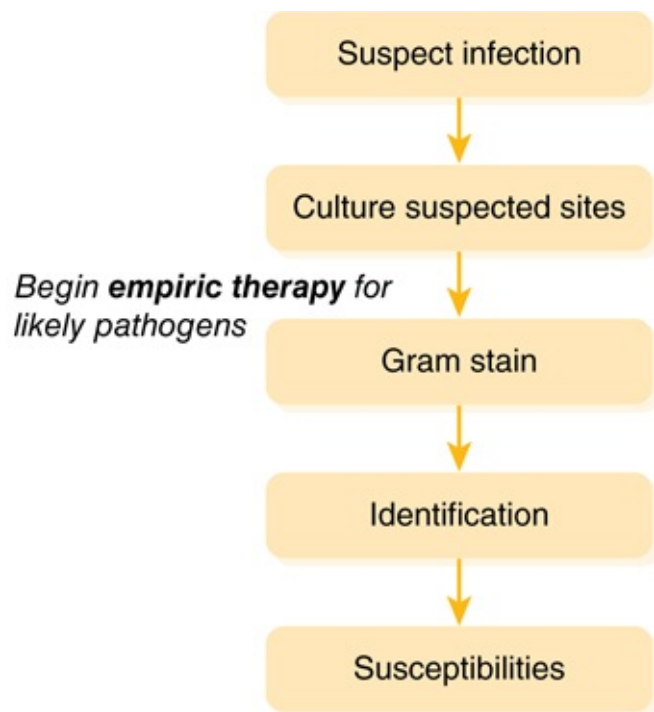 Suspect infection
Culture suspected sites
Begin empiric therapy for
likely pathogens
Gram stain
Identification
Susceptibilities